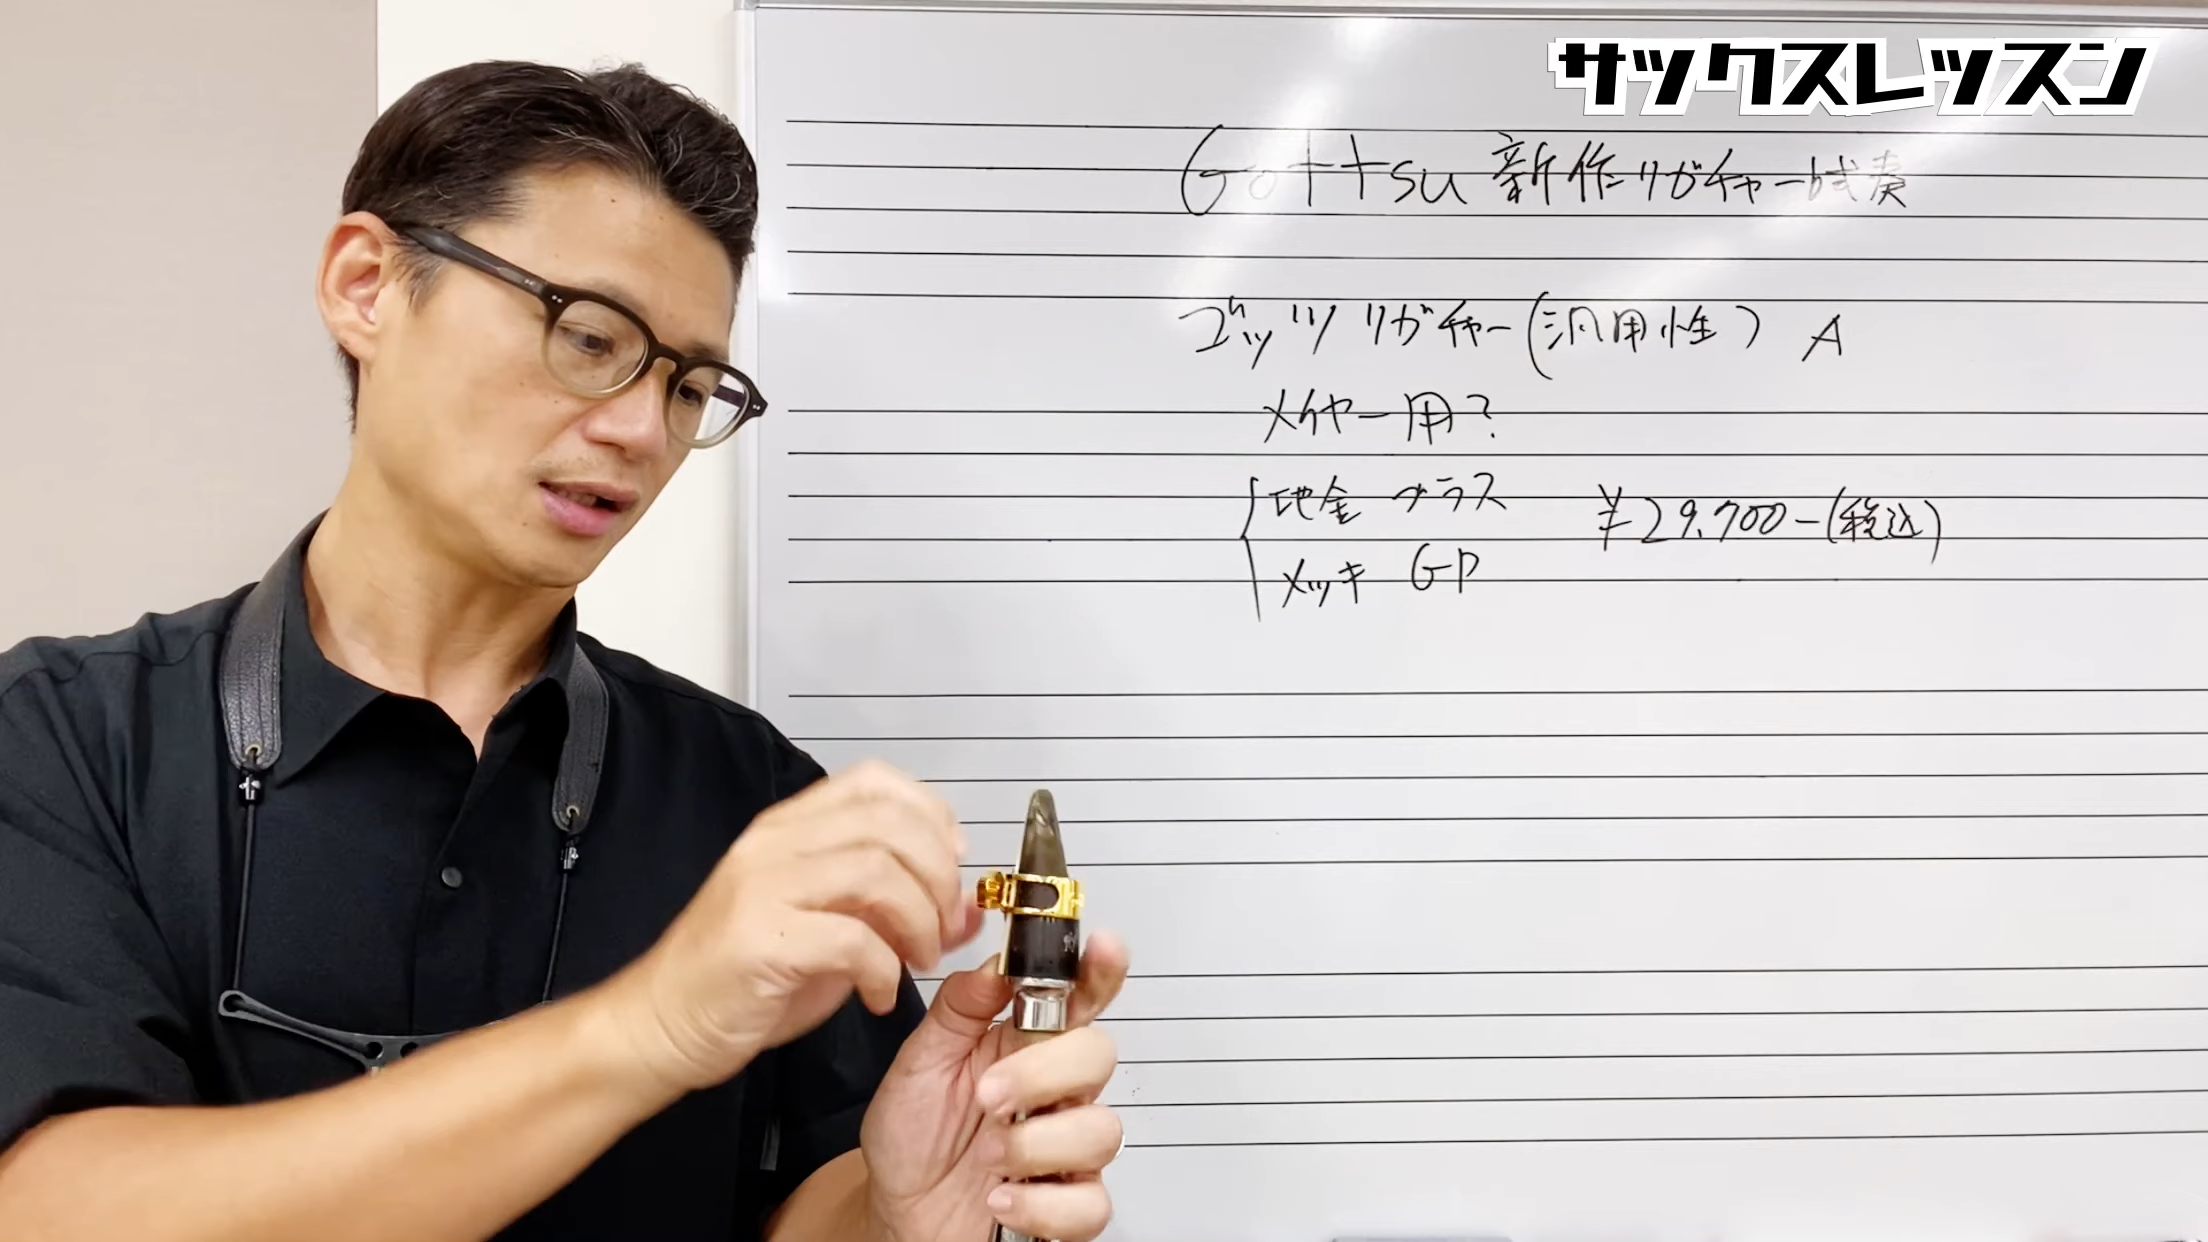 サックスレッスン
Gottsu 新作リガチャー試奏
ゴッツリガチャー(汎用性) A
メイヤー用?
地金 ブラス ¥29.700-(税込)
メッキ GP